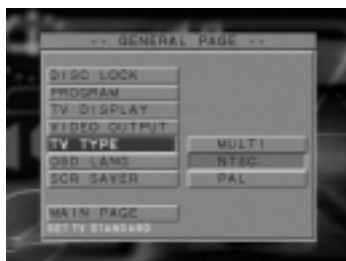 -- GENERAL PAGE --
DISC LOCK
PROGRAM
TV DISPLAY
VIDEO OUTPUT
TV TYPE
MULTI
NTSC
OSD LANG
PAL
SCR SAVER
MAIN PAGE
SET TV STANDARD